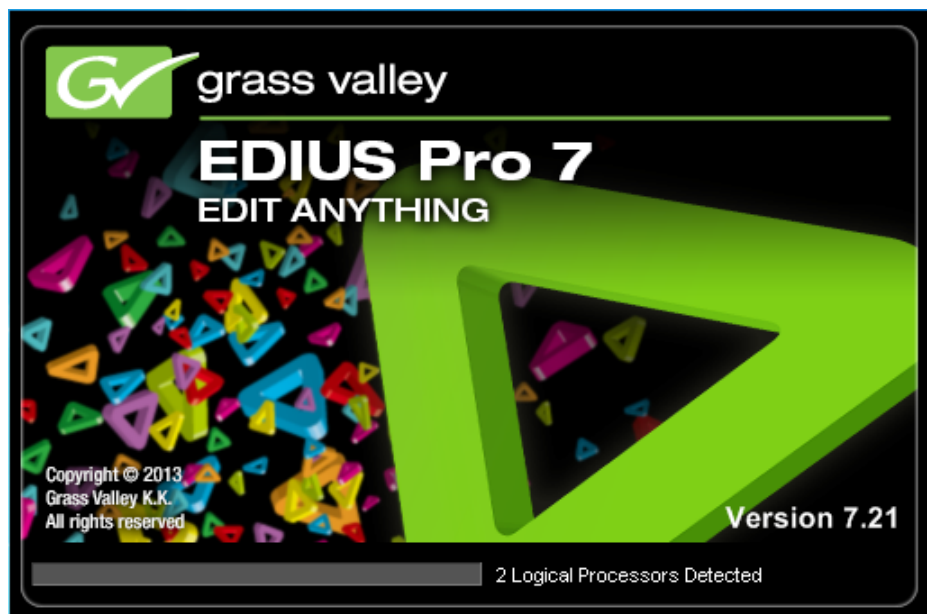 GV
grass valley
EDIUS Pro 7
EDIT ANYTHING
Copyright © 2013
Grass Valley K.K.
All rights reserved
Version 7.21
2 Logical Processors Detected